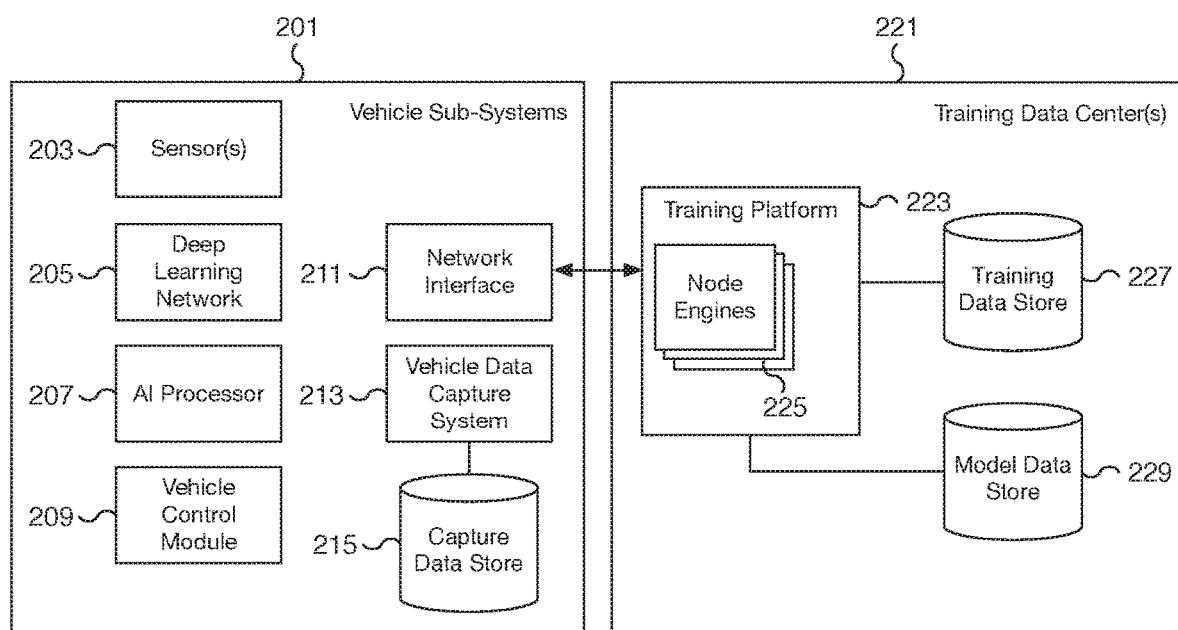 201
221
Vehicle Sub-Systems
Training Data Center(s)
203
Sensor(s)
205
Deep
Learning
Network
211
Network
Interface
Training Platform
223
Node
Engines
225
Training
Data Store
227
207
AI Processor
213
Vehicle Data
Capture
System
209
Vehicle
Control
Module
215
Capture
Data Store
Model Data
Store
229